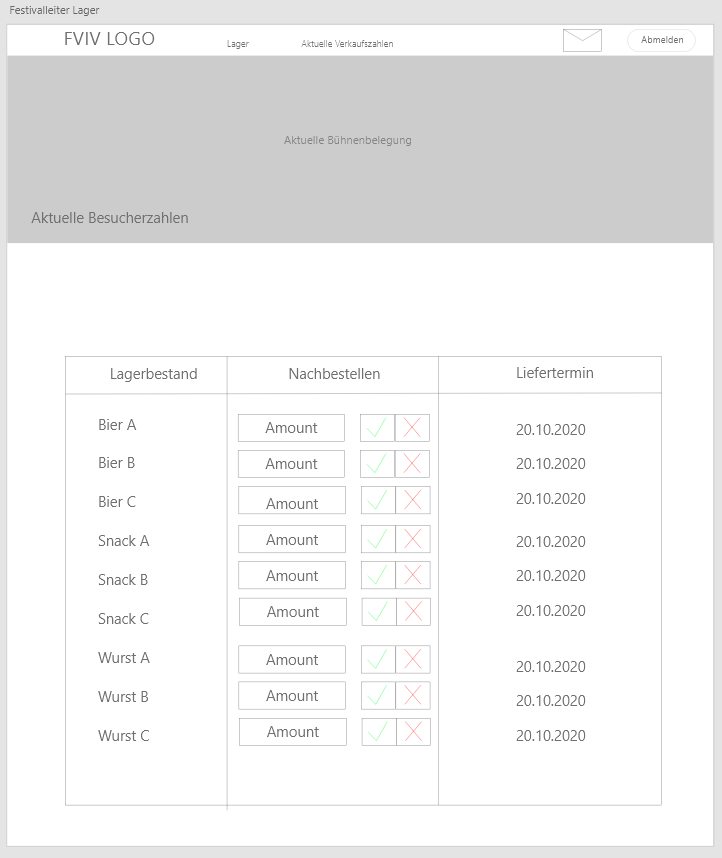 Festivalleiter Lager
FVIV LOGO Lager Aktuelle Verkaufszahlen Abmelden
Aktuelle Bühnenbelegung
Aktuelle Besucherzahlen
Lagerbestand Nachbestellen Liefertermin
Bier A Amount 20.10.2020
Bier B Amount 20.10.2020
Bier C Amount 20.10.2020
Snack A Amount 20.10.2020
Snack B Amount 20.10.2020
Snack C Amount 20.10.2020
Wurst A Amount 20.10.2020
Wurst B Amount 20.10.2020
Wurst C Amount 20.10.2020